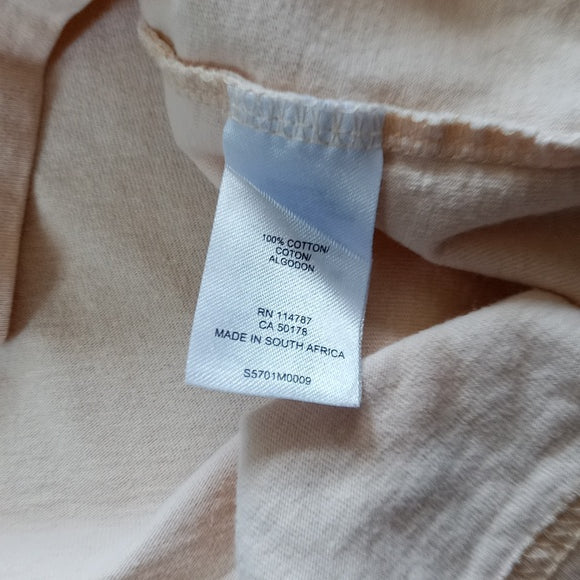 100% COTTON/
COTON/
ALGODON
RN 114787
CA 50178
MADE IN SOUTH AFRICA
S5701M0009